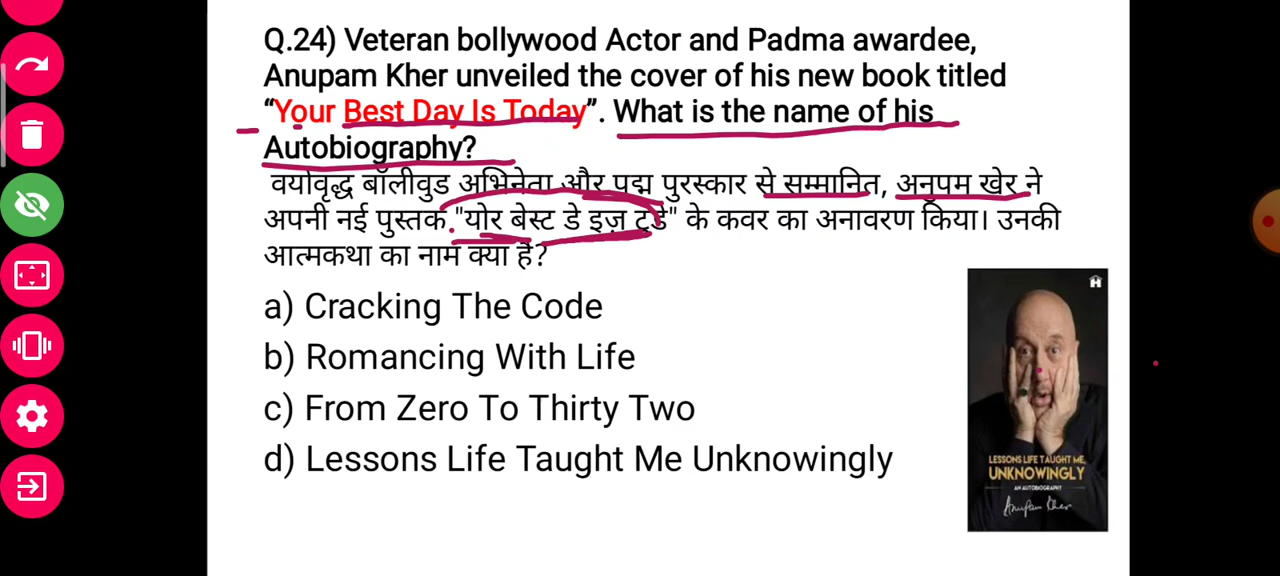 Q.24) Veteran bollywood Actor and Padma awardee,
Anupam Kher unveiled the cover of his new book titled
“Your Best Day Is Today”. What is the name of his
Autobiography?
वयोवृद्ध बॉलीवुड अभिनेता और पद्म पुरस्कार से सम्मानित, अनुपम खेर ने
अपनी नई पुस्तक "योर बेस्ट डे इज़ टुडे" के कवर का अनावरण किया। उनकी
आत्मकथा का नाम क्या है?
a) Cracking The Code
b) Romancing With Life
c) From Zero To Thirty Two
d) Lessons Life Taught Me Unknowingly
H
LESSONS LIFE TAUGHT ME,
UNKNOWINGLY
AN AUTOBIOGRAPHY
Anupam Kher